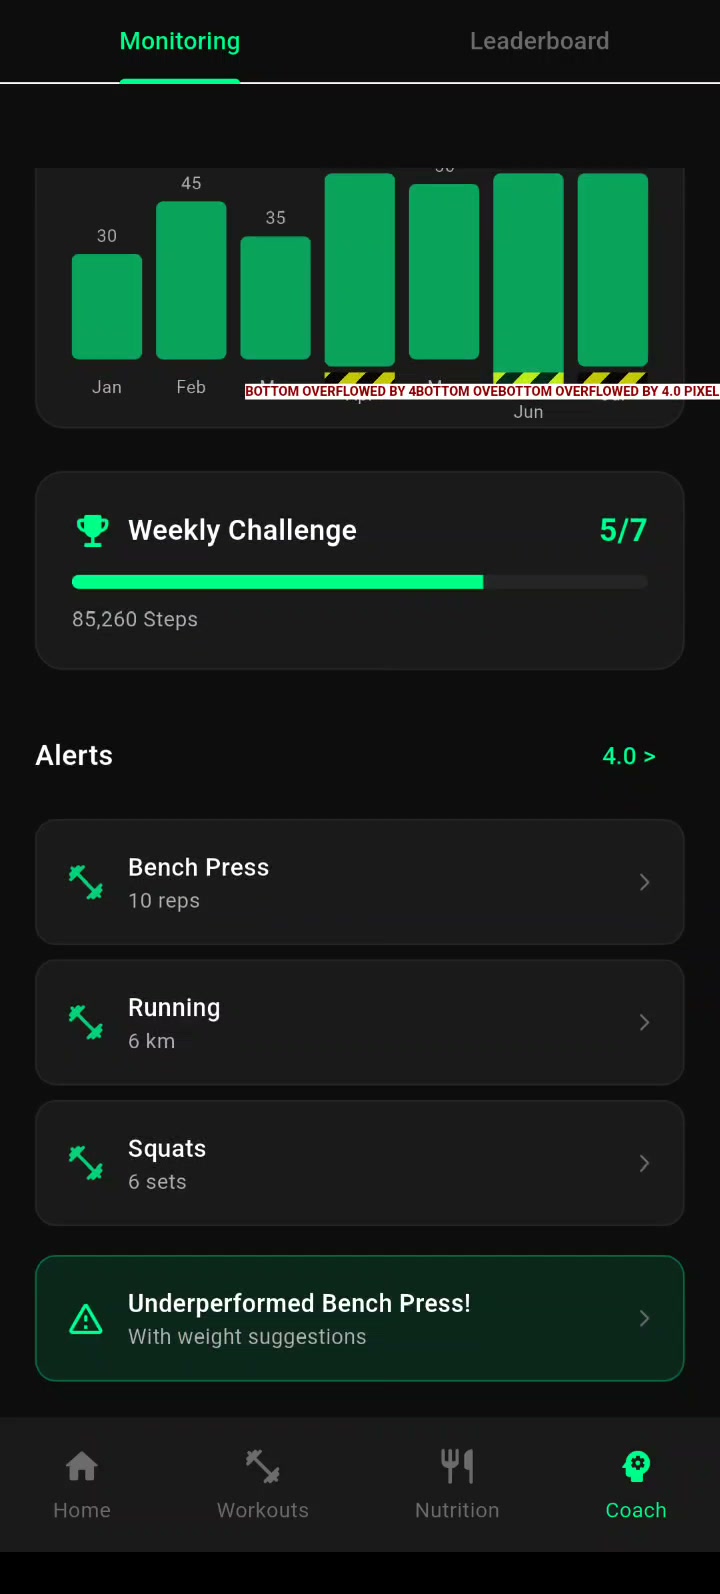 Monitoring Leaderboard
45
35
30
Jan Feb
BOTTOM OVERFLOWED BY 4BOTTOM OVEBOTTOM OVERFLOWED BY 4.0 PIXEL
Jun
Weekly Challenge 5/7
85,260 Steps
Alerts 4.0 >
Bench Press
10 reps
Running
6 km
Squats
6 sets
Underperformed Bench Press!
With weight suggestions
Home Workouts Nutrition Coach